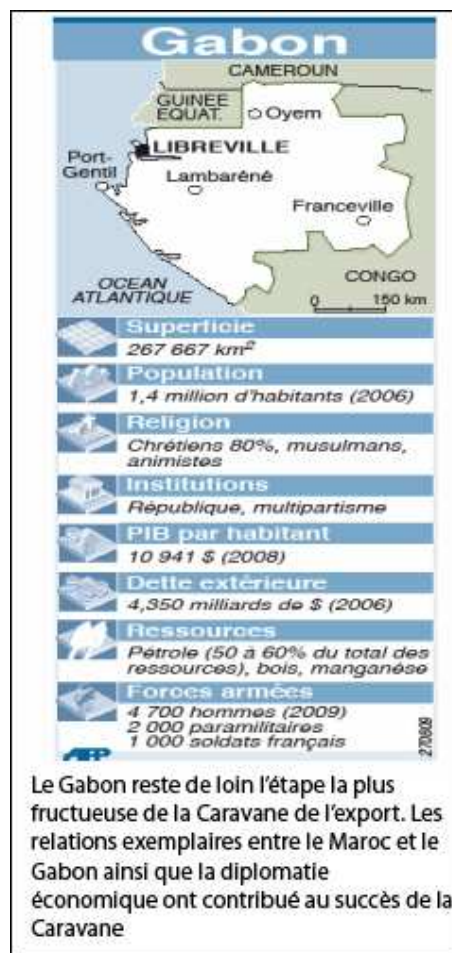 Gabon
CAMEROUN
GUINEE
EQUAT.
Oyem
LIBREVILLE
Port-
Gentil
Lambaréné
Franceville
OCEAN
ATLANTIQUE
CONGO
0 150 km
Superficie
267 667 km²
Population
1,4 million d'habitants (2006)
Religion
Chrétiens 80%, musulmans,
animistes
Institutions
République, multipartisme
PIB par habitant
10 941 $ (2008)
Dette extérieure
4,350 milliards de $ (2006)
Ressources
Pétrole (50 à 60% du total des
ressources), bois, manganèse
Forces armées
4 700 hommes (2009)
2 000 paramilitaires
1 000 soldats français
270809
Le Gabon reste de loin l'étape la plus
fructueuse de la Caravane de l'export. Les
relations exemplaires entre le Maroc et le
Gabon ainsi que la diplomatie
économique ont contribué au succès de la
Caravane